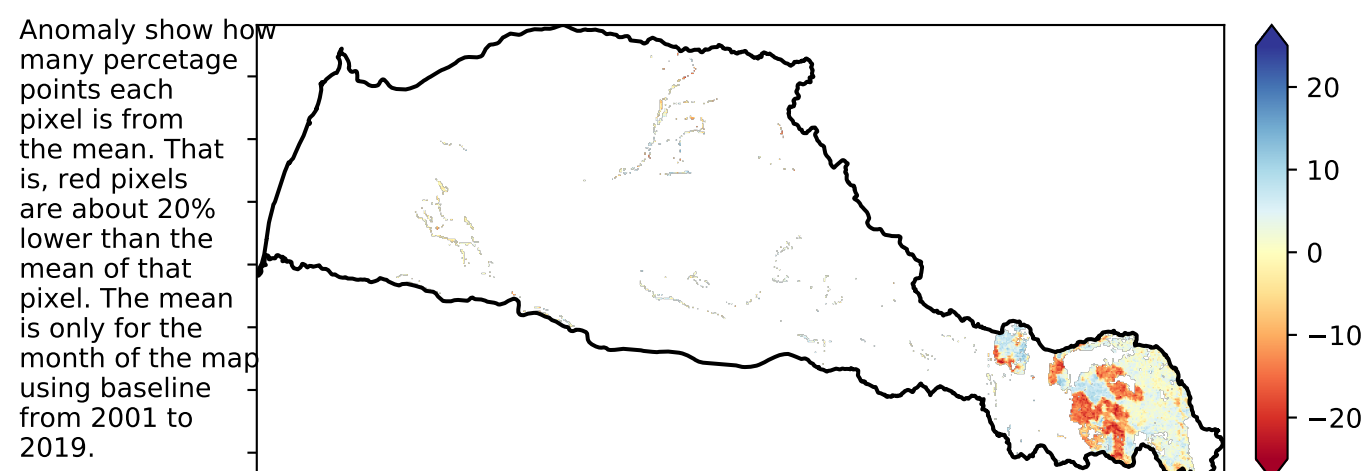 Anomaly show how
many percetage
points each
pixel is from
the mean. That
is, red pixels
are about 20%
lower than the
mean of that
pixel. The mean
is only for the
month of the map
using baseline
from 2001 to
2019.
20
10
0
−10
−20